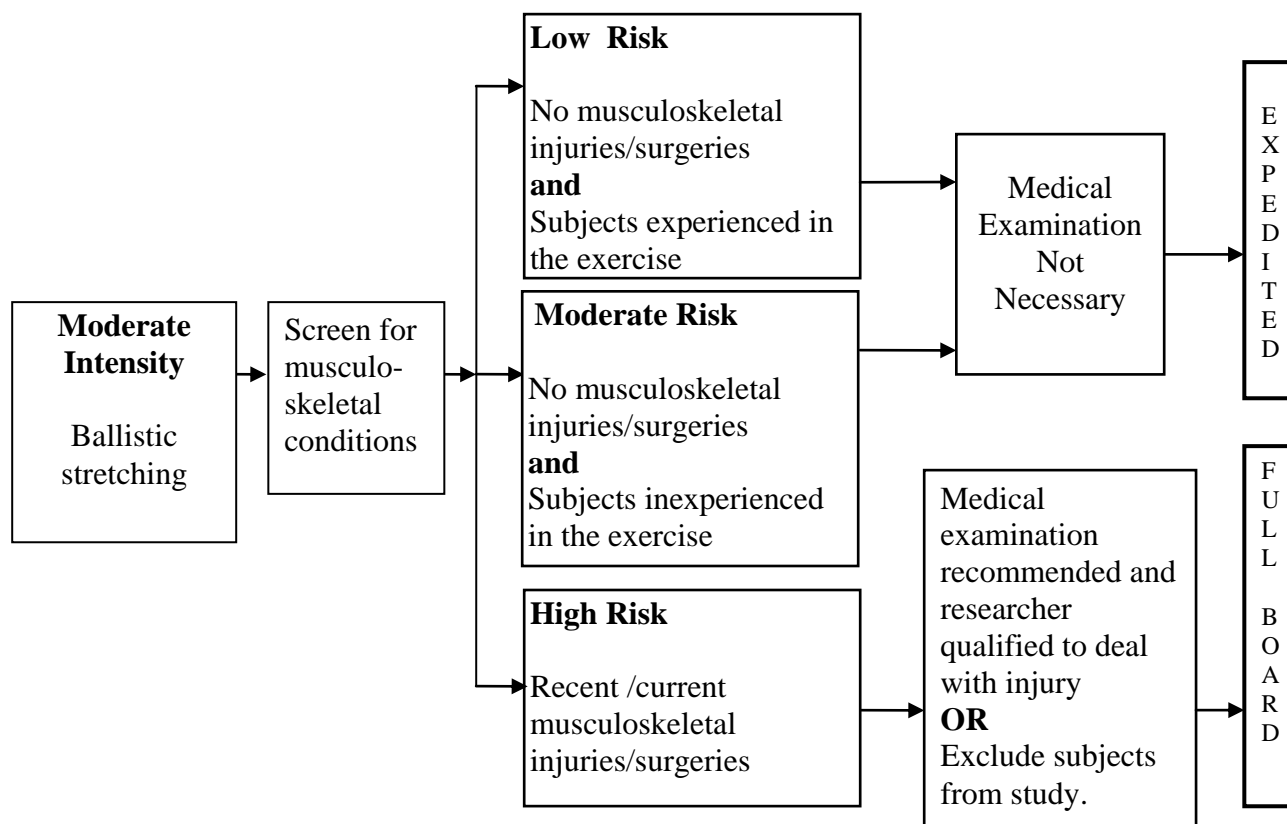 Moderate
Intensity
Ballistic
stretching
Screen for
musculo-
skeletal
conditions
Low  Risk
No musculoskeletal
injuries/surgeries
and
Subjects experienced in
the exercise
Moderate Risk
No musculoskeletal
injuries/surgeries
and
Subjects inexperienced
in the exercise
High Risk
Recent /current
musculoskeletal
injuries/surgeries
Medical
Examination
Not
Necessary
Medical
examination
recommended and
researcher
qualified to deal
with injury
OR
Exclude subjects
from study.
E
X
P
E
D
I
T
E
D
F
U
L
L
B
O
A
R
D